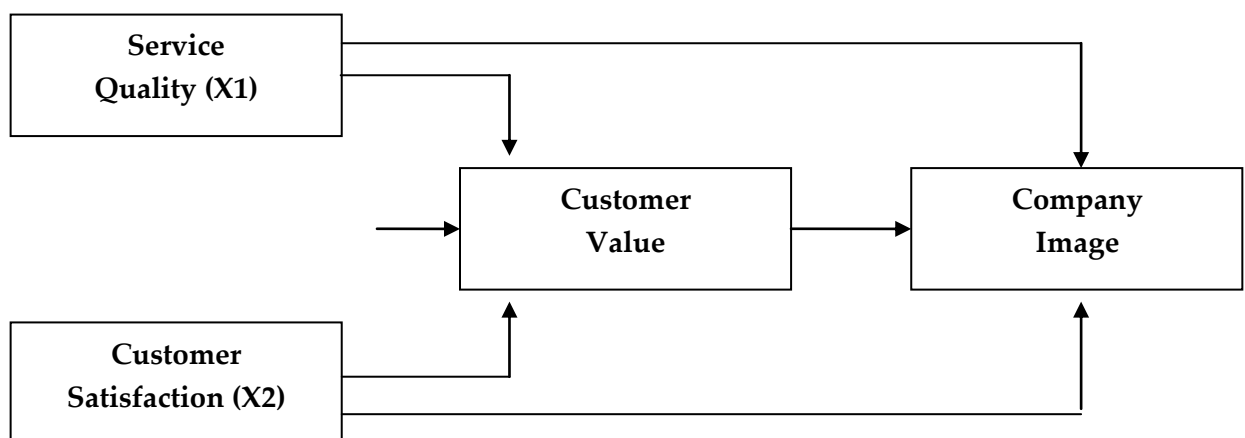 Service
Quality (X1)
Customer
Value
Company
Image
Customer
Satisfaction (X2)